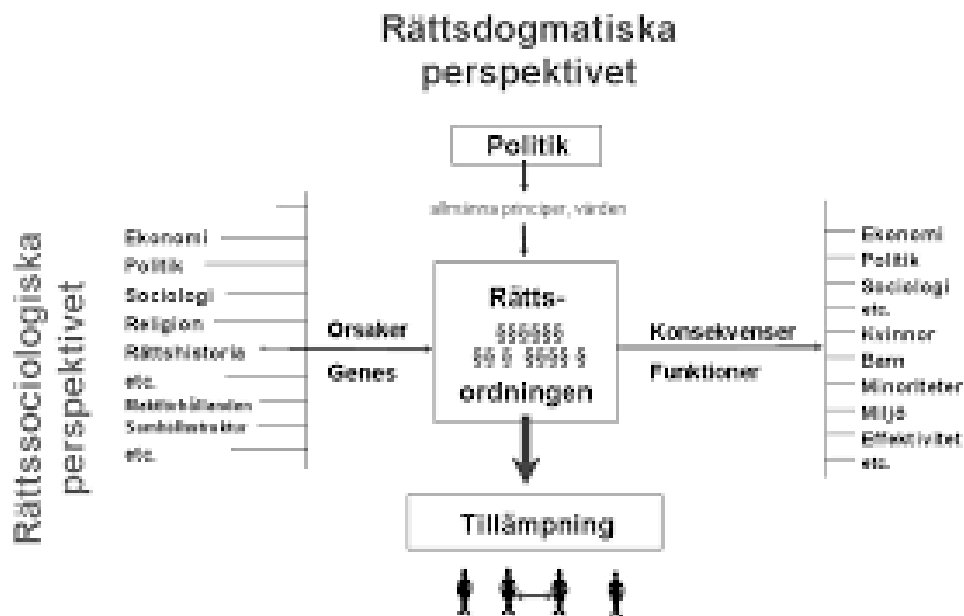 Rättsdogmatiska
perspektivet
Politik
allmänna principer, värden
Rättssociologiska
perspektivet
Ekonomi
Politik
Sociologi
Religion
Rättshistoria
etc.
Maktförhållanden
Samhällsstruktur
etc.
Orsaker
Genes
Rätts-
§§§§§§
§§ § §§§§ §
ordningen
Konsekvenser
Funktioner
Ekonomi
Politik
Sociologi
etc.
Kvinnor
Barn
Minoriteter
Miljö
Effektivitet
etc.
Tillämpning